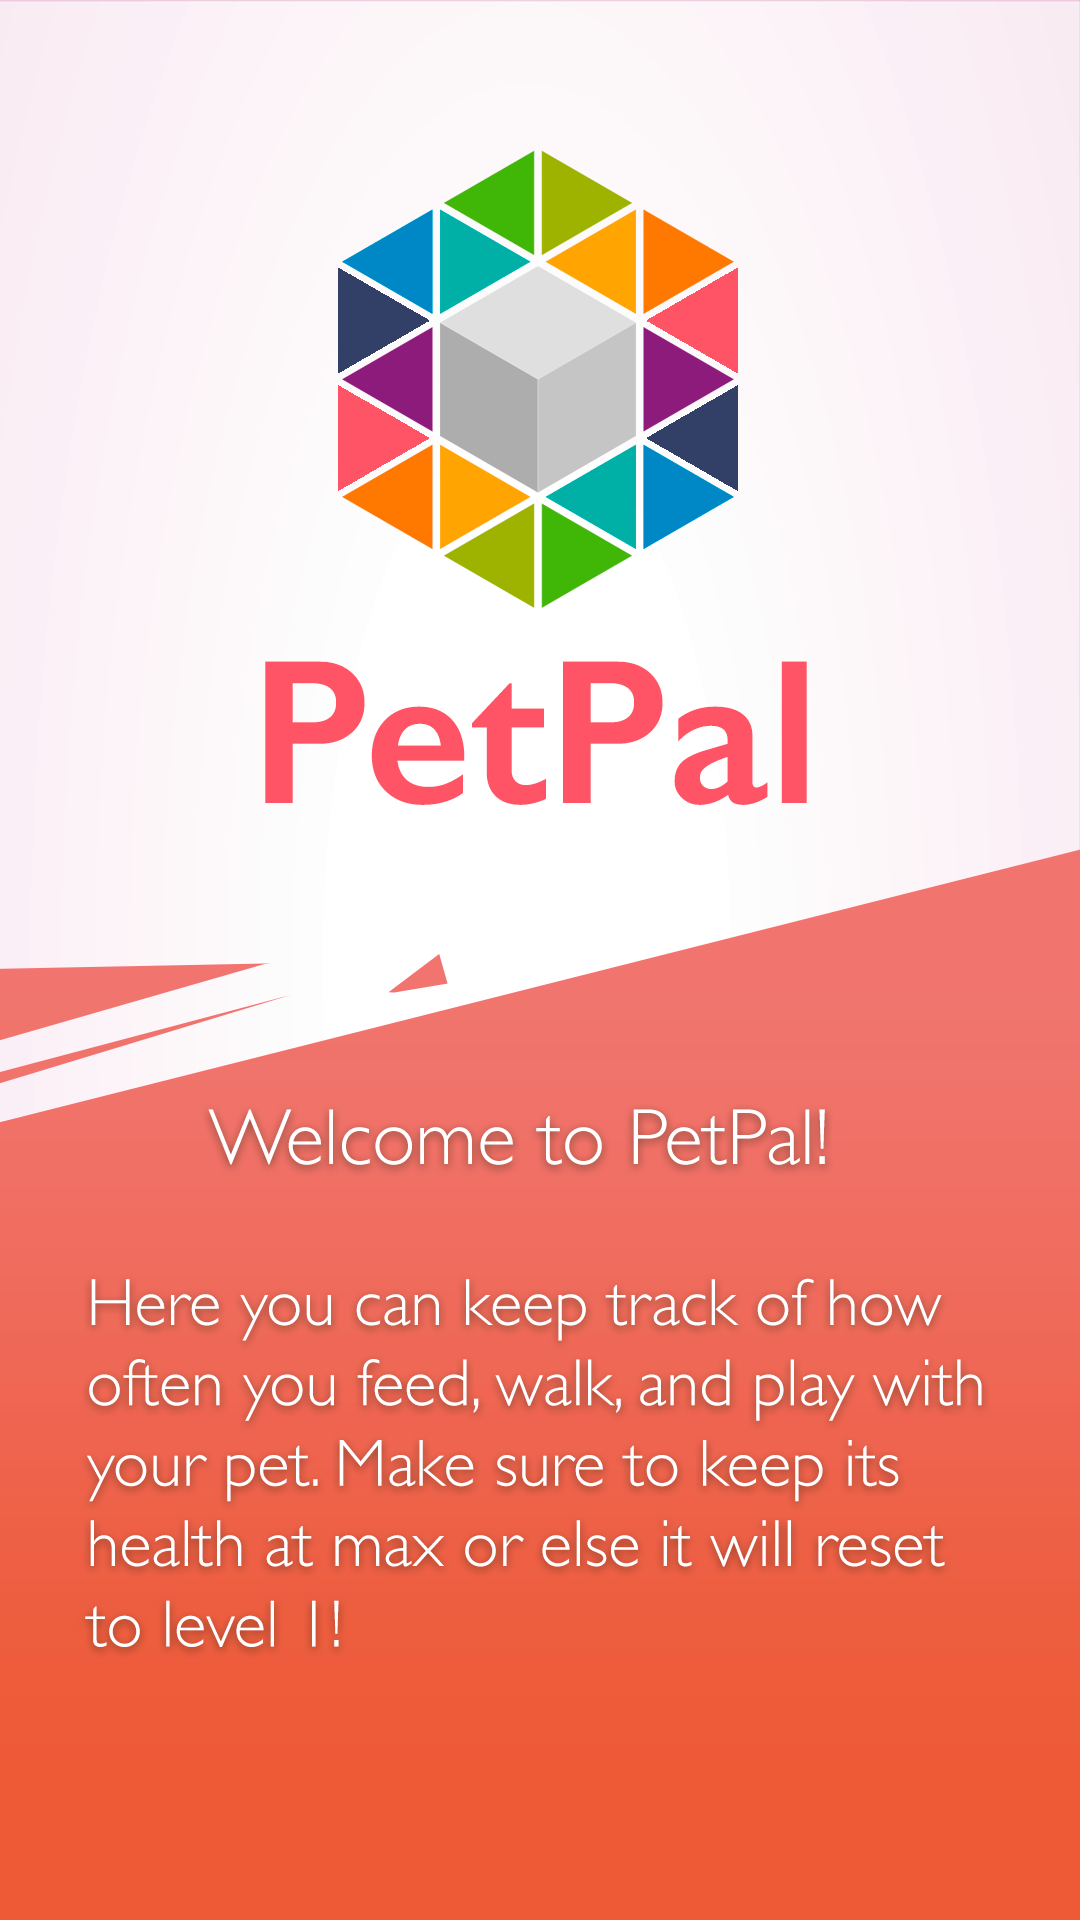 PetPal
Welcome to PetPal!
Here you can keep track of how
often you feed, walk, and play with
your pet. Make sure to keep its
health at max or else it will reset
to level 1!